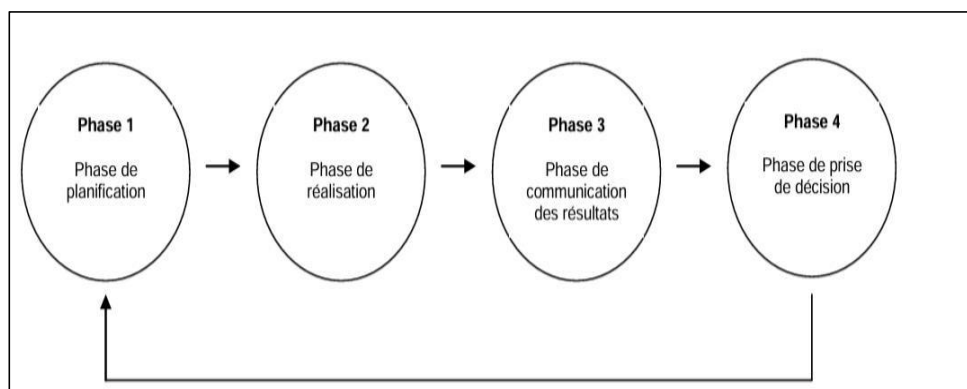 Phase 1
Phase de
planification
Phase 2
Phase de
réalisation
Phase 3
Phase de
communication
des résultats
Phase 4
Phase de prise
de décision